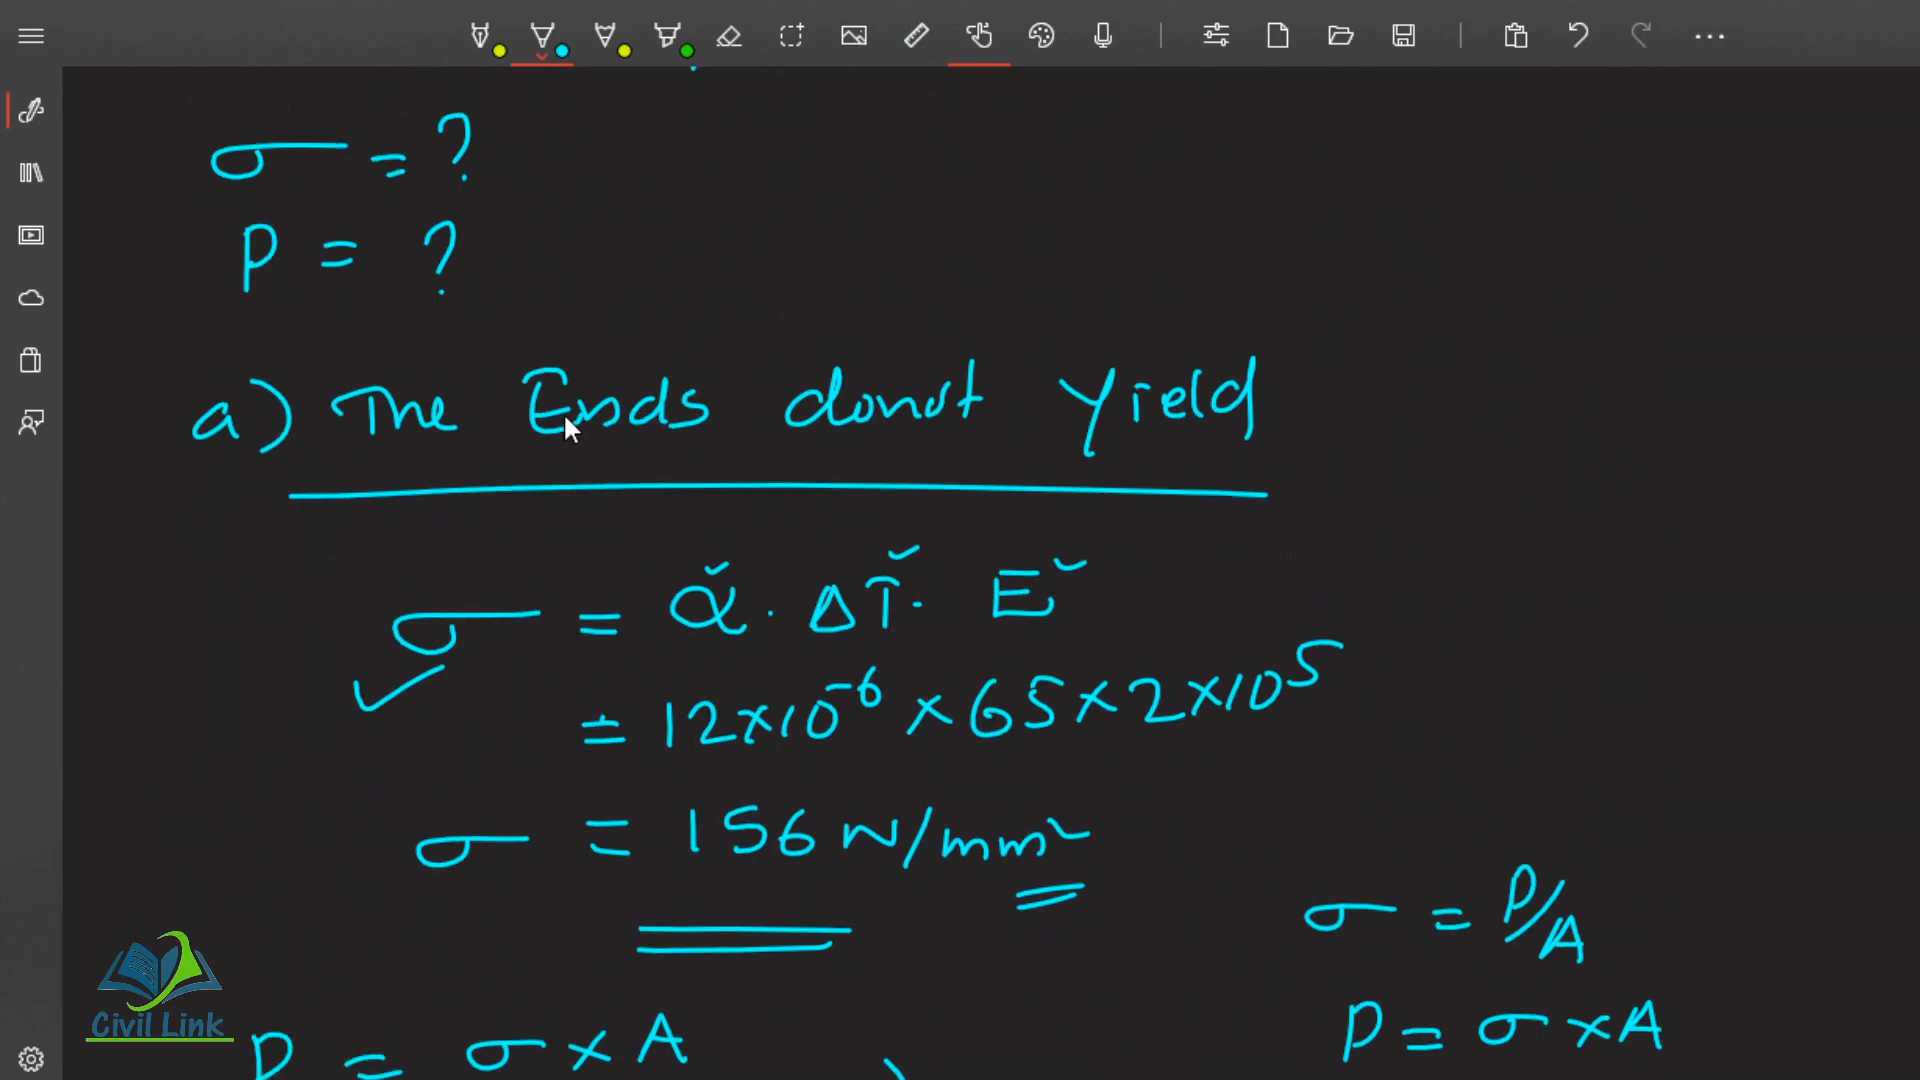 σ = ?
P = ?
a) The Ends donot Yield
σ = α . ΔT . E
= 12×10⁻⁶ × 65 × 2×10⁵
σ = 156 N/mm²
σ = P/A
P = σ × A
P = σ × A
Civil Link